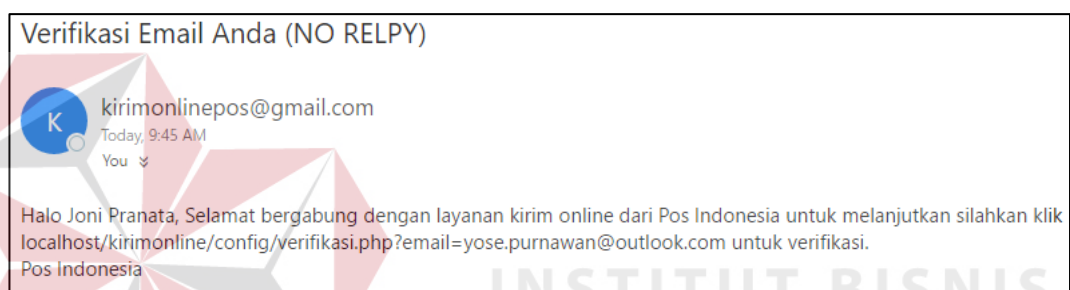 Verifikasi Email Anda (NO RELPY)
K
kirimonlinepos@gmail.com
Today, 9:45 AM
You
Halo Joni Pranata, Selamat bergabung dengan layanan kirim online dari Pos Indonesia untuk melanjutkan silahkan klik
localhost/kirimonline/config/verifikasi.php?email=yose.purnawan@outlook.com untuk verifikasi.
Pos Indonesia
INSTITUT BISNIS